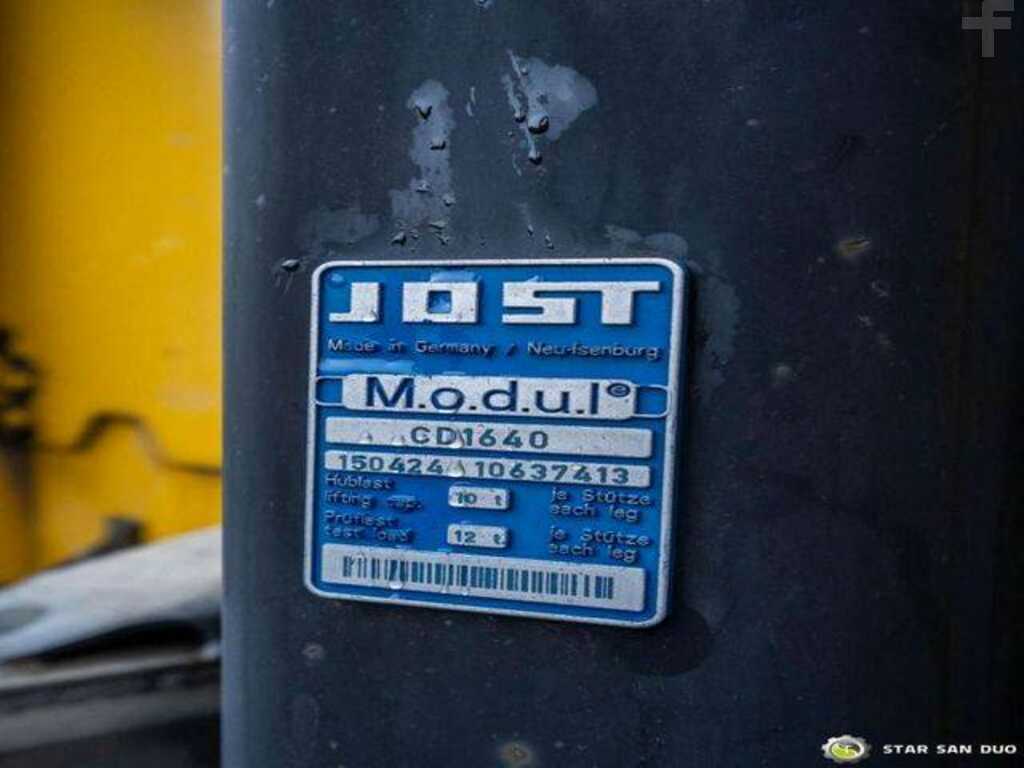 JOST
Made in Germany / Neu-Isenburg
M.o.d.u.l®
CD1640
150424 10637413
Hublast
lifting cap. 10 t je Stütze
each leg
Prüflast
test load 12 t je Stütze
each leg
STAR SAN DUO